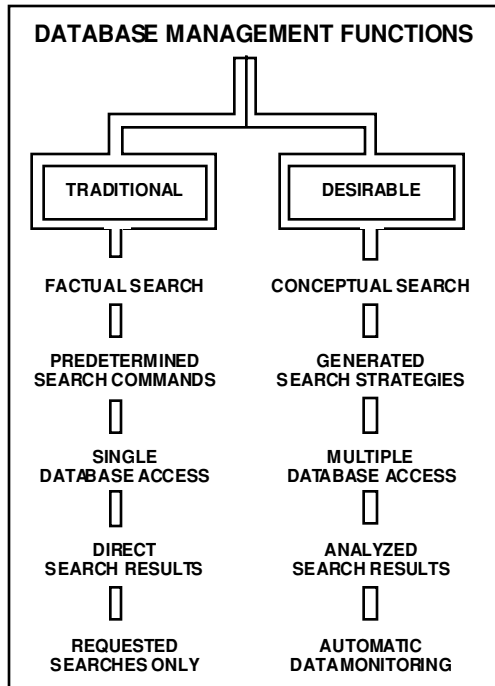 DATABASE MANAGEMENT FUNCTIONS
TRADITIONAL
FACTUAL SEARCH
PREDETERMINED
SEARCH COMMANDS
SINGLE
DATABASE ACCESS
DIRECT
SEARCH RESULTS
REQUESTED
SEARCHES ONLY
DESIRABLE
CONCEPTUAL SEARCH
GENERATED
SEARCH STRATEGIES
MULTIPLE
DATABASE ACCESS
ANALYZED
SEARCH RESULTS
AUTOMATIC
DATAMONITORING